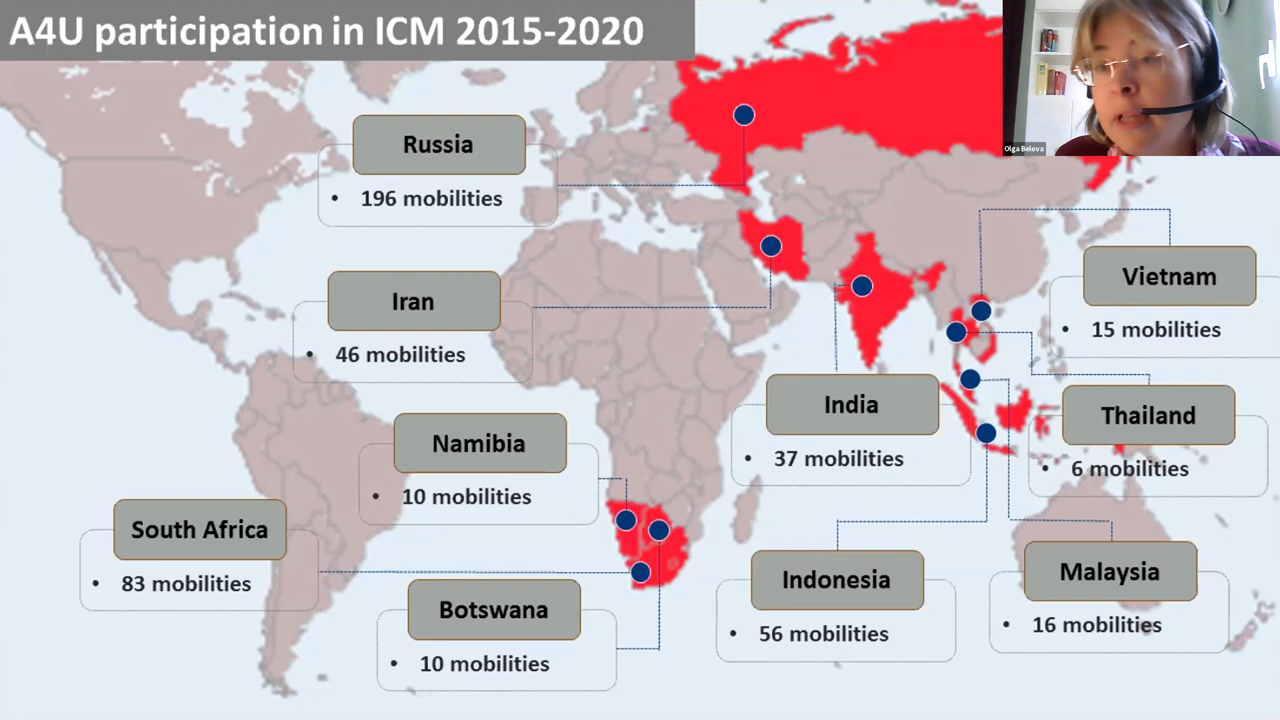 A4U participation in ICM 2015-2020
Olga Belova
Russia
• 196 mobilities
Iran
• 46 mobilities
Namibia
• 10 mobilities
South Africa
• 83 mobilities
Botswana
• 10 mobilities
India
• 37 mobilities
Vietnam
• 15 mobilities
Thailand
• 6 mobilities
Indonesia
• 56 mobilities
Malaysia
• 16 mobilities